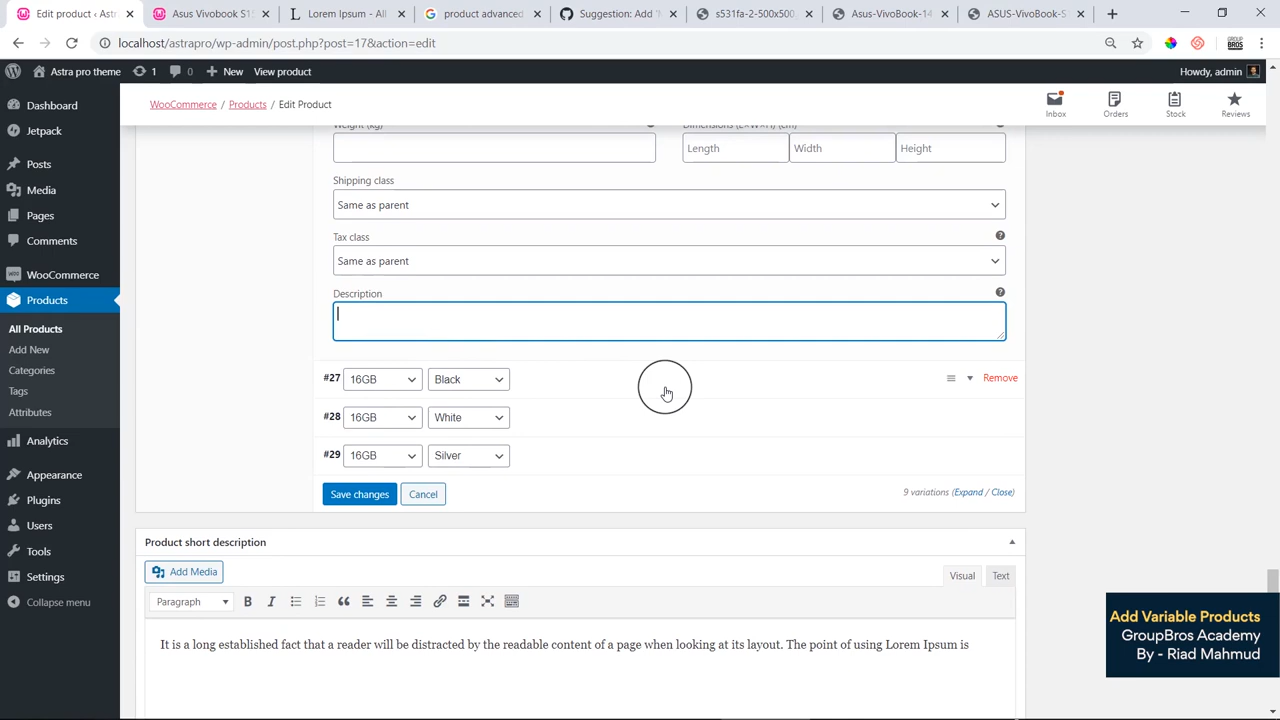 Edit product ‹ Ast
Asus Vivobook S1
Lorem Ipsum - All
product advanced
Suggestion: Add "
s531fa-2-500x500
Asus-VivoBook-14
ASUS-VivoBook-S
localhost/astrapro/wp-admin/post.php?post=17&action=edit
GROUP BROS
Astra pro theme 1 0 New View product Howdy, admin
WooCommerce / Products / Edit Product
Inbox Orders Stock Reviews
Dashboard
Jetpack
Posts
Media
Pages
Comments
WooCommerce
Products
All Products
Add New
Categories
Tags
Attributes
Analytics
Appearance
Plugins
Users
Tools
Settings
Collapse menu
Weight (kg) Dimensions (L×W×H) (cm)
Length Width Height
Shipping class
Same as parent
Tax class
Same as parent
Description
#27 16GB Black Remove
#28 16GB White
#29 16GB Silver
Save changes Cancel 9 variations (Expand / Close)
Product short description
Add Media Visual Text
Paragraph B I
It is a long established fact that a reader will be distracted by the readable content of a page when looking at its layout. The point of using Lorem Ipsum is
Add Variable Products
GroupBros Academy
By - Riad Mahmud